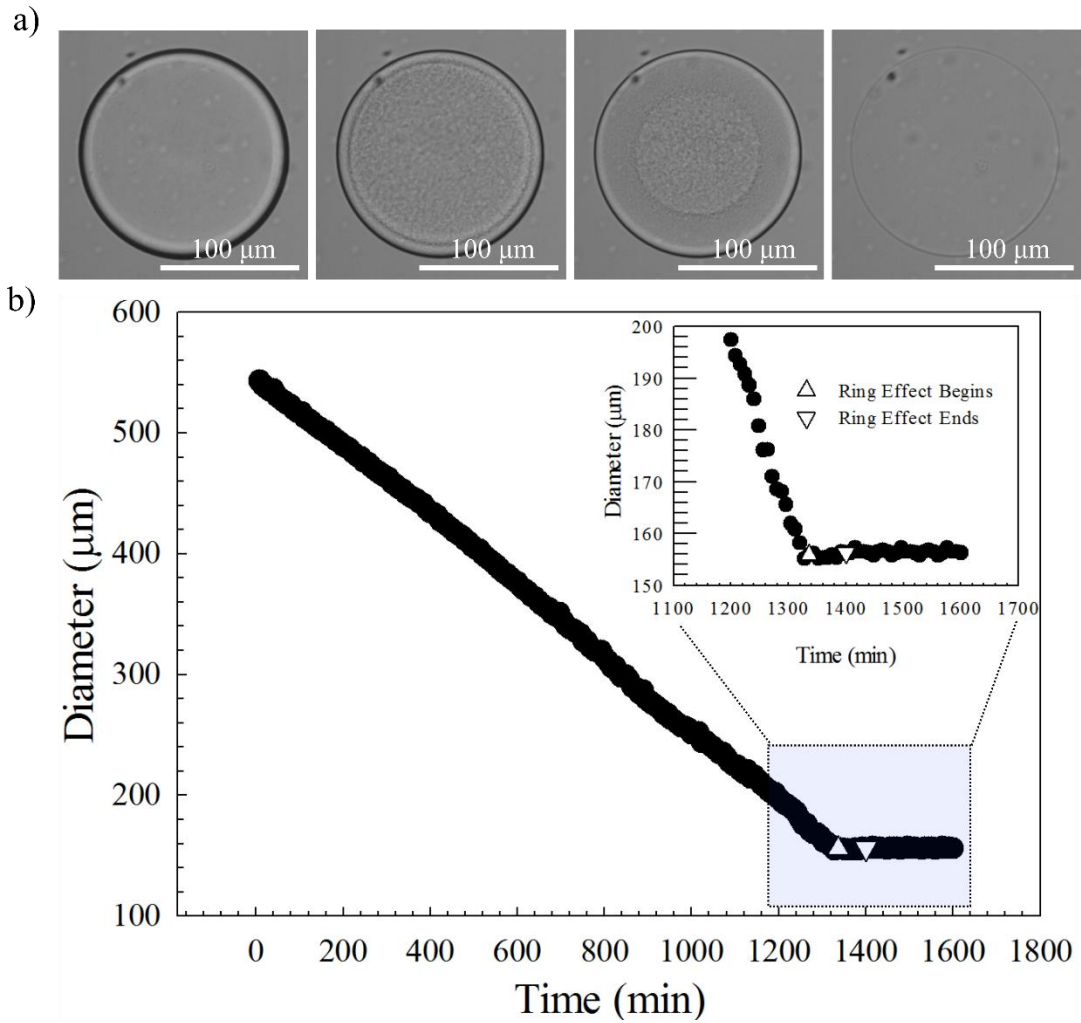 a)
100 μm
100 μm
100 μm
100 μm
b)
600
500
400
300
200
100
Diameter (μm)
0
200
400
600
800
1000
1200
1400
1600
1800
Time (min)
200
190
180
170
160
150
Diameter (μm)
1100
1200
1300
1400
1500
1600
1700
Time (min)
Ring Effect Begins
Ring Effect Ends